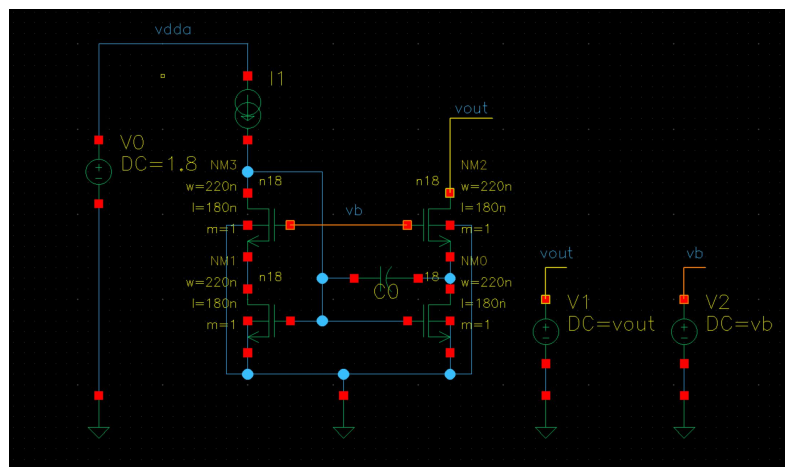 vdda
I1
vout
V0
DC=1.8
NM3
n18
w=220n
l=180n
m=1
NM2
n18
w=220n
l=180n
m=1
vb
NM1
n18
w=220n
l=180n
m=1
C0
NM0
18
w=220n
l=180n
m=1
vout
V1
DC=vout
vb
V2
DC=vb